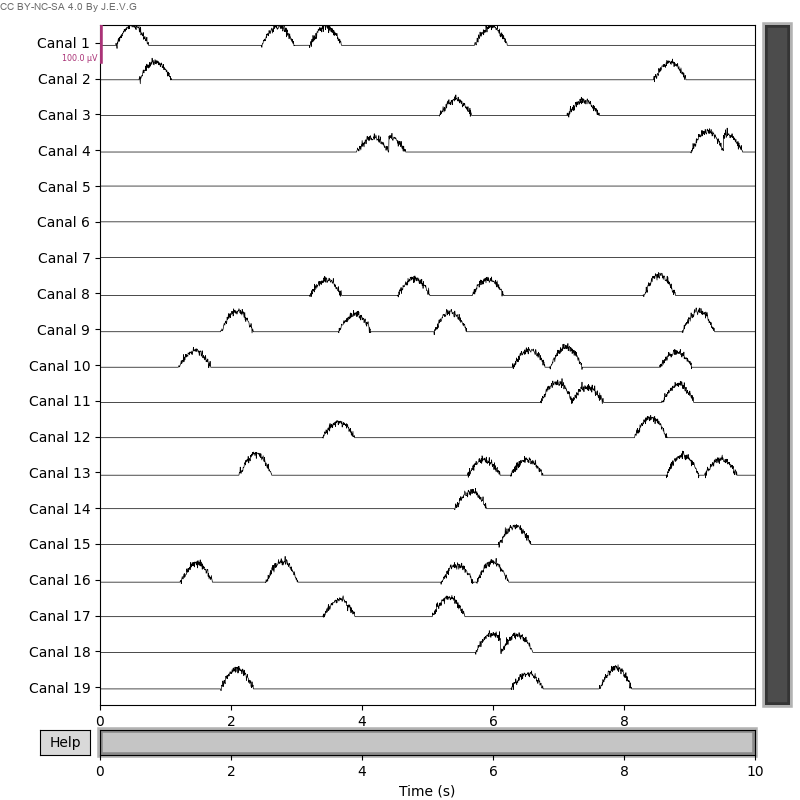 CC BY-NC-SA 4.0 By J.E.V.G
Canal 1
100.0 µV
Canal 2
Canal 3
Canal 4
Canal 5
Canal 6
Canal 7
Canal 8
Canal 9
Canal 10
Canal 11
Canal 12
Canal 13
Canal 14
Canal 15
Canal 16
Canal 17
Canal 18
Canal 19
0 2 4 6 8
Help
0 2 4 6 8 10
Time (s)